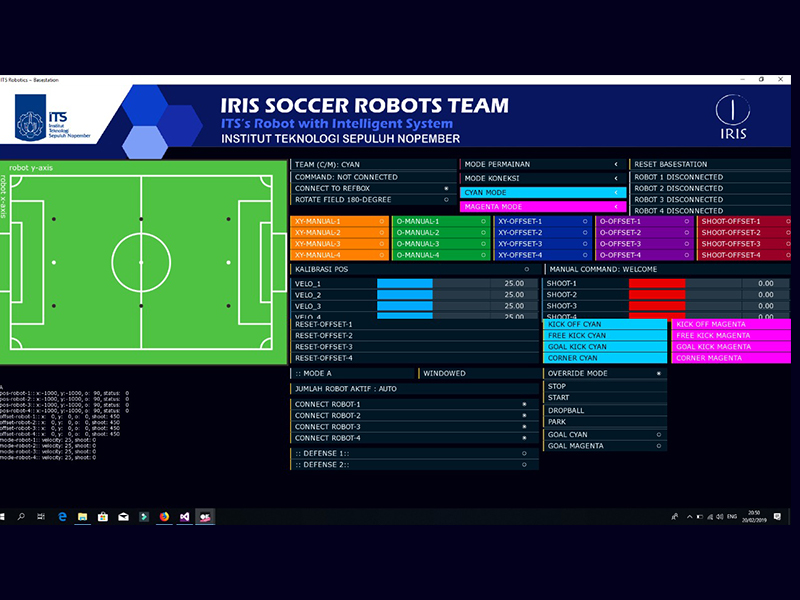 ITS Robotics - Basestation
ITS
Institut
Teknologi
Sepuluh Nopember
IRIS SOCCER ROBOTS TEAM
ITS's Robot with Intelligent System
INSTITUT TEKNOLOGI SEPULUH NOPEMBER
IRIS
robot y-axis
robot x-axis
TEAM (C/M): CYAN
COMMAND: NOT CONNECTED
CONNECT TO REFBOX
ROTATE FIELD 180-DEGREE
MODE PERMAINAN <
MODE KONEKSI <
CYAN MODE <
MAGENTA MODE <
RESET BASESTATION
ROBOT 1 DISCONNECTED
ROBOT 2 DISCONNECTED
ROBOT 3 DISCONNECTED
ROBOT 4 DISCONNECTED
XY-MANUAL-1
XY-MANUAL-2
XY-MANUAL-3
XY-MANUAL-4
O-MANUAL-1
O-MANUAL-2
O-MANUAL-3
O-MANUAL-4
XY-OFFSET-1
XY-OFFSET-2
XY-OFFSET-3
XY-OFFSET-4
O-OFFSET-1
O-OFFSET-2
O-OFFSET-3
O-OFFSET-4
SHOOT-OFFSET-1
SHOOT-OFFSET-2
SHOOT-OFFSET-3
SHOOT-OFFSET-4
KALIBRASI POS
MANUAL COMMAND: WELCOME
VELO_1 25.00
VELO_2 25.00
VELO_3 25.00
VELO_4 25.00
SHOOT-1 0.00
SHOOT-2 0.00
SHOOT-3 0.00
SHOOT-4 0.00
RESET-OFFSET-1
RESET-OFFSET-2
RESET-OFFSET-3
RESET-OFFSET-4
KICK OFF CYAN
FREE KICK CYAN
GOAL KICK CYAN
CORNER CYAN
KICK OFF MAGENTA
FREE KICK MAGENTA
GOAL KICK MAGENTA
CORNER MAGENTA
:: MODE A
WINDOWED
JUMLAH ROBOT AKTIF : AUTO
CONNECT ROBOT-1
CONNECT ROBOT-2
CONNECT ROBOT-3
CONNECT ROBOT-4
:: DEFENSE 1::
:: DEFENSE 2::
OVERRIDE MODE
STOP
START
DROPBALL
PARK
GOAL CYAN
GOAL MAGENTA
A
pos-robot-1:: x:-1000, y:-1000, o: 90, status: 0
pos-robot-2:: x:-1000, y:-1000, o: 90, status: 0
pos-robot-3:: x:-1000, y:-1000, o: 90, status: 0
pos-robot-4:: x:-1000, y:-1000, o: 90, status: 0
offset-robot-1:: x: 0, y: 0, o: 0, shoot: 450
offset-robot-2:: x: 0, y: 0, o: 0, shoot: 450
offset-robot-3:: x: 0, y: 0, o: 0, shoot: 450
offset-robot-4:: x: 0, y: 0, o: 0, shoot: 450
mode-robot-1:: velocity: 25, shoot: 0
mode-robot-2:: velocity: 25, shoot: 0
mode-robot-3:: velocity: 25, shoot: 0
mode-robot-4:: velocity: 25, shoot: 0
ENG
20:50
20/02/2019